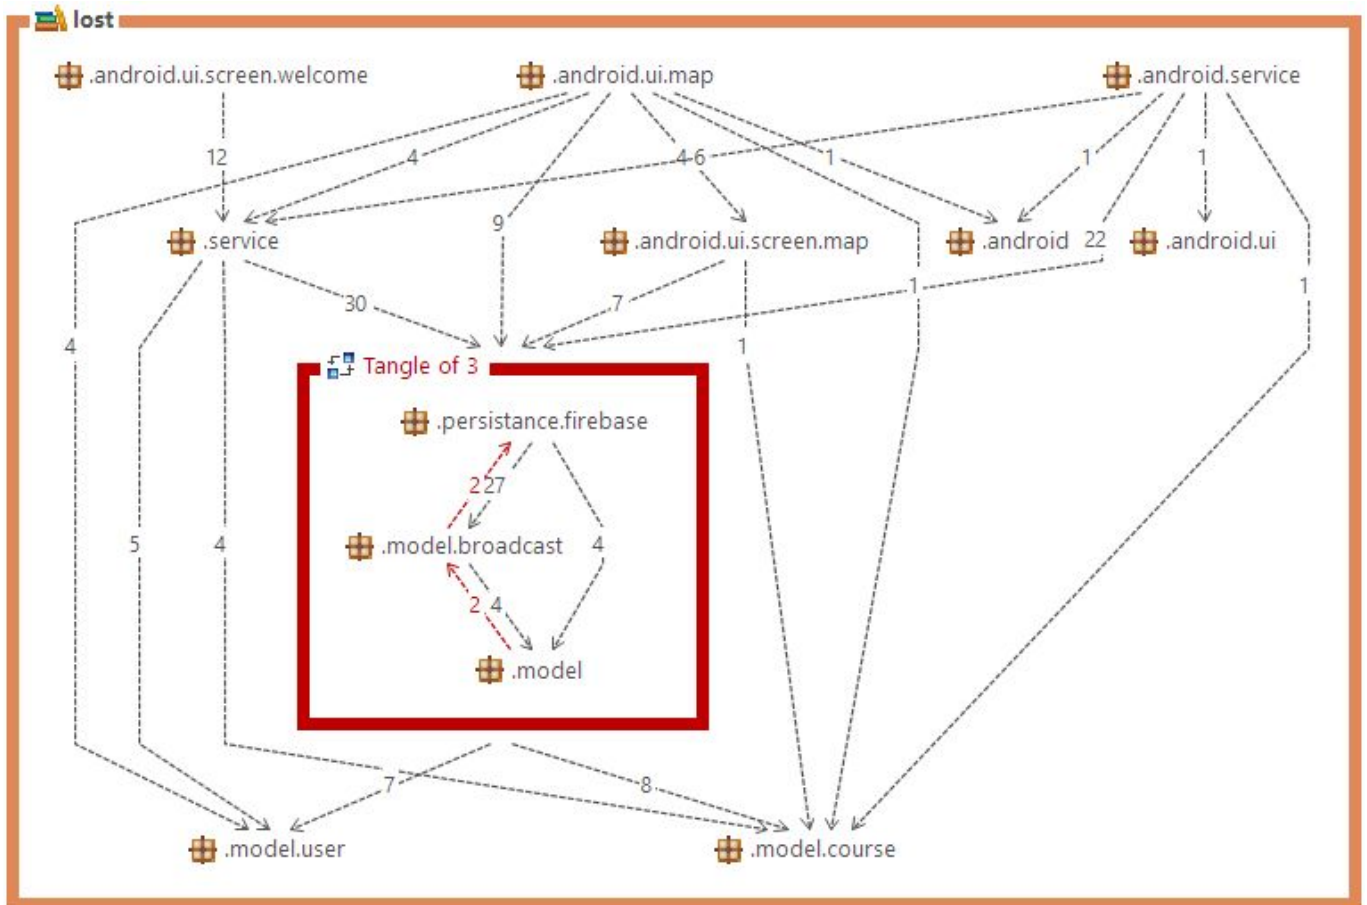 lost
.android.ui.screen.welcome
.android.ui.map
.android.service
12
4
4 6
1
1
1
9
.service
.android.ui.screen.map
.android
22
.android.ui
30
7
1
1
4
1
Tangle of 3
.persistance.firebase
2 27
5
4
.model.broadcast
4
2 4
.model
7
8
.model.user
.model.course